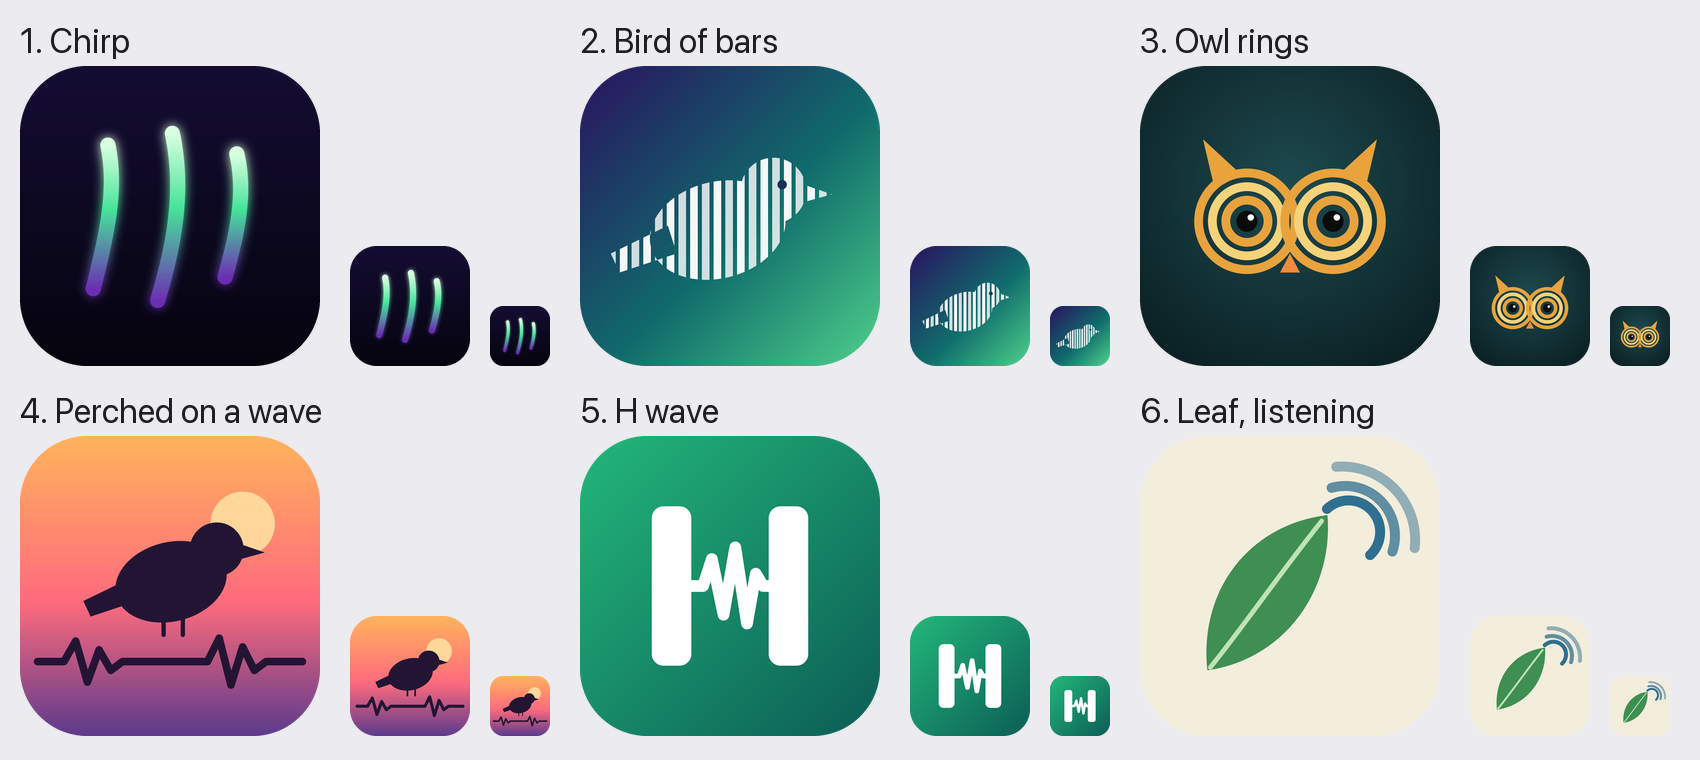 1. Chirp
2. Bird of bars
3. Owl rings
4. Perched on a wave
5. H wave
6. Leaf, listening